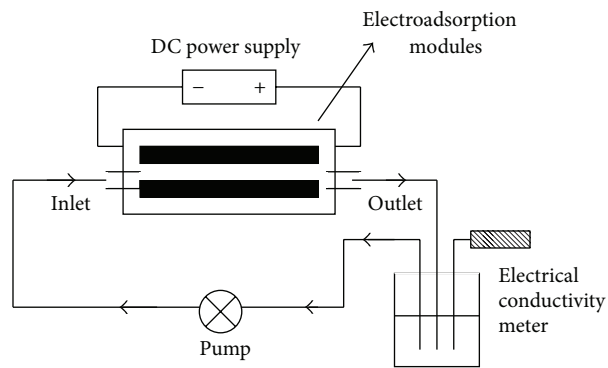 Electroadsorption
modules
DC power supply
− +
Inlet
Outlet
Electrical
conductivity
meter
Pump